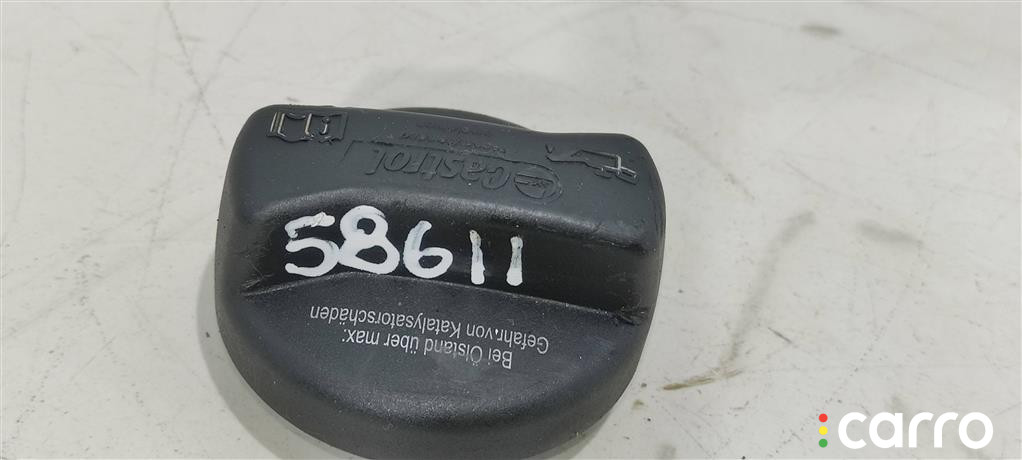 Castrol
58611
Bei Ölstand über max:
Gefahr von Katalysatorschäden
carro